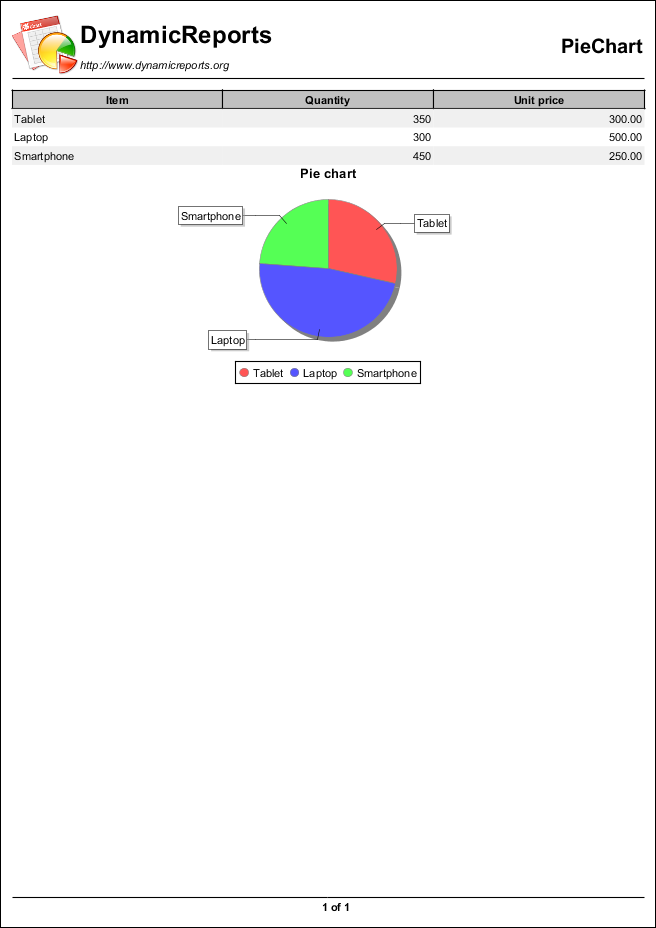 DynamicReports
http://www.dynamicreports.org
PieChart
Item Quantity Unit price
Tablet 350 300.00
Laptop 300 500.00
Smartphone 450 250.00
Pie chart
Smartphone
Tablet
Laptop
Tablet Laptop Smartphone
1 of 1